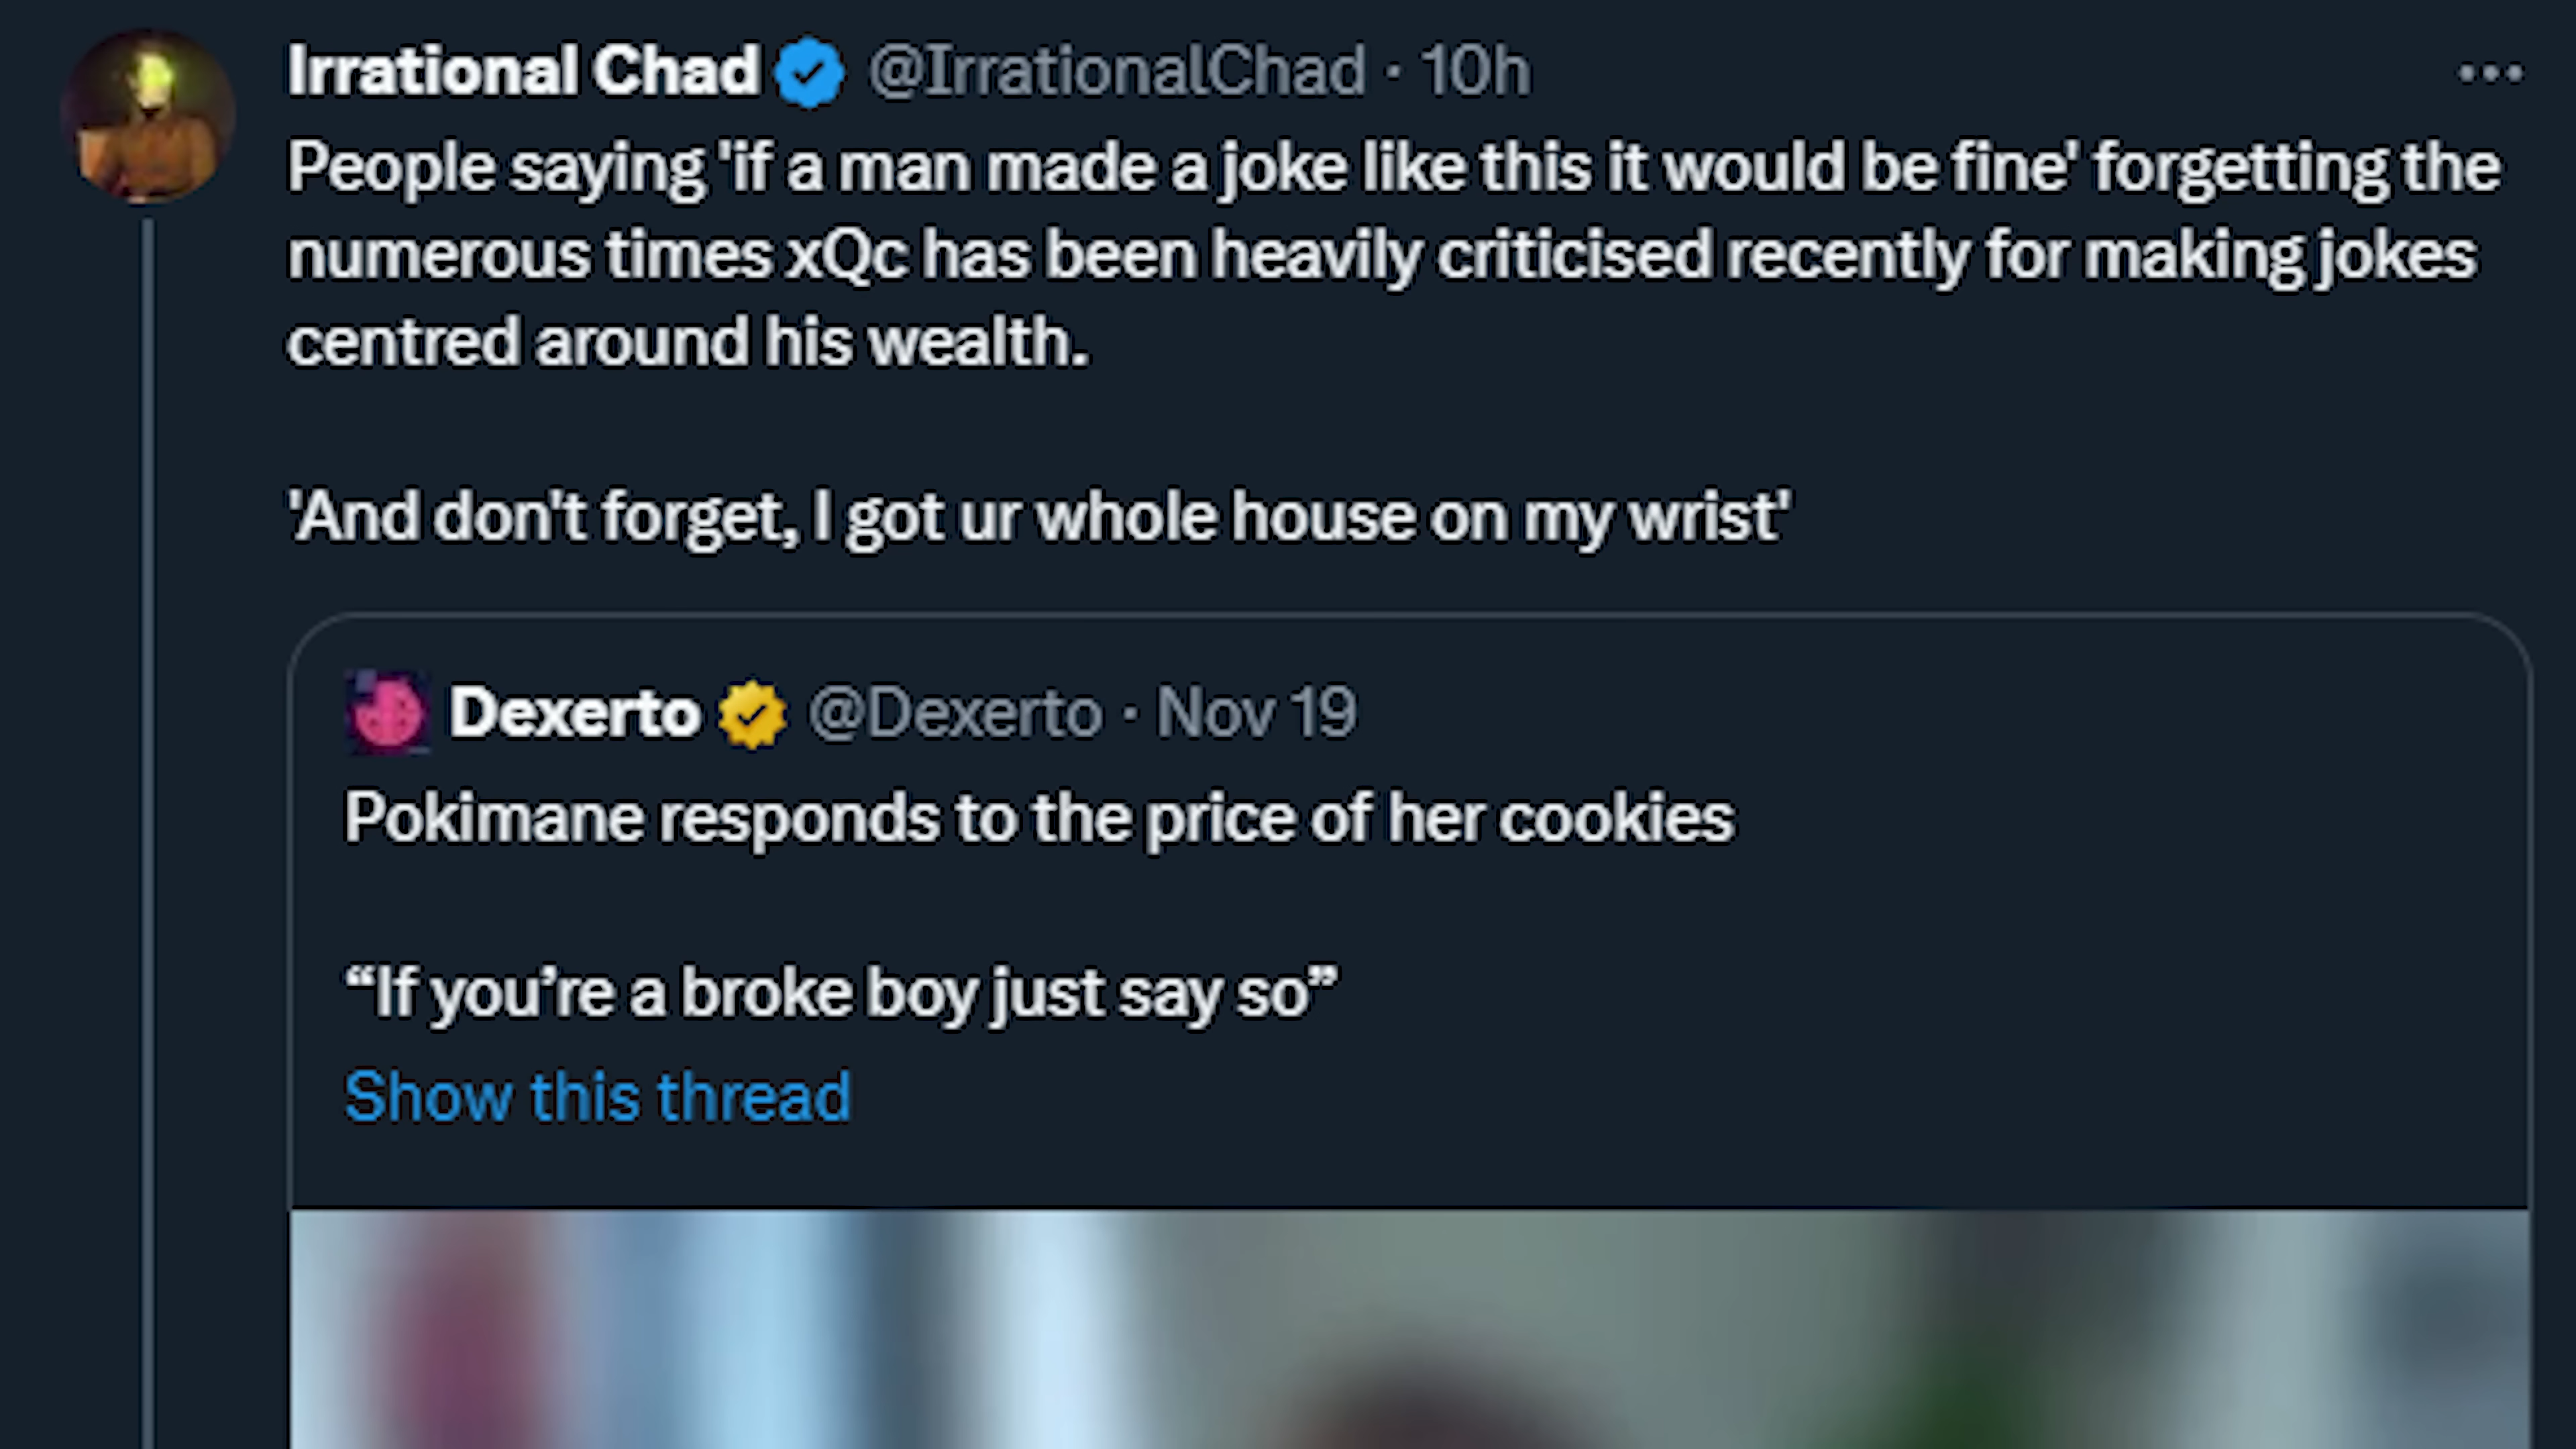 Irrational Chad @IrrationalChad · 10h
People saying 'if a man made a joke like this it would be fine' forgetting the
numerous times xQc has been heavily criticised recently for making jokes
centred around his wealth.
'And don't forget, I got ur whole house on my wrist'
Dexerto @Dexerto · Nov 19
Pokimane responds to the price of her cookies
“If you’re a broke boy just say so”
Show this thread